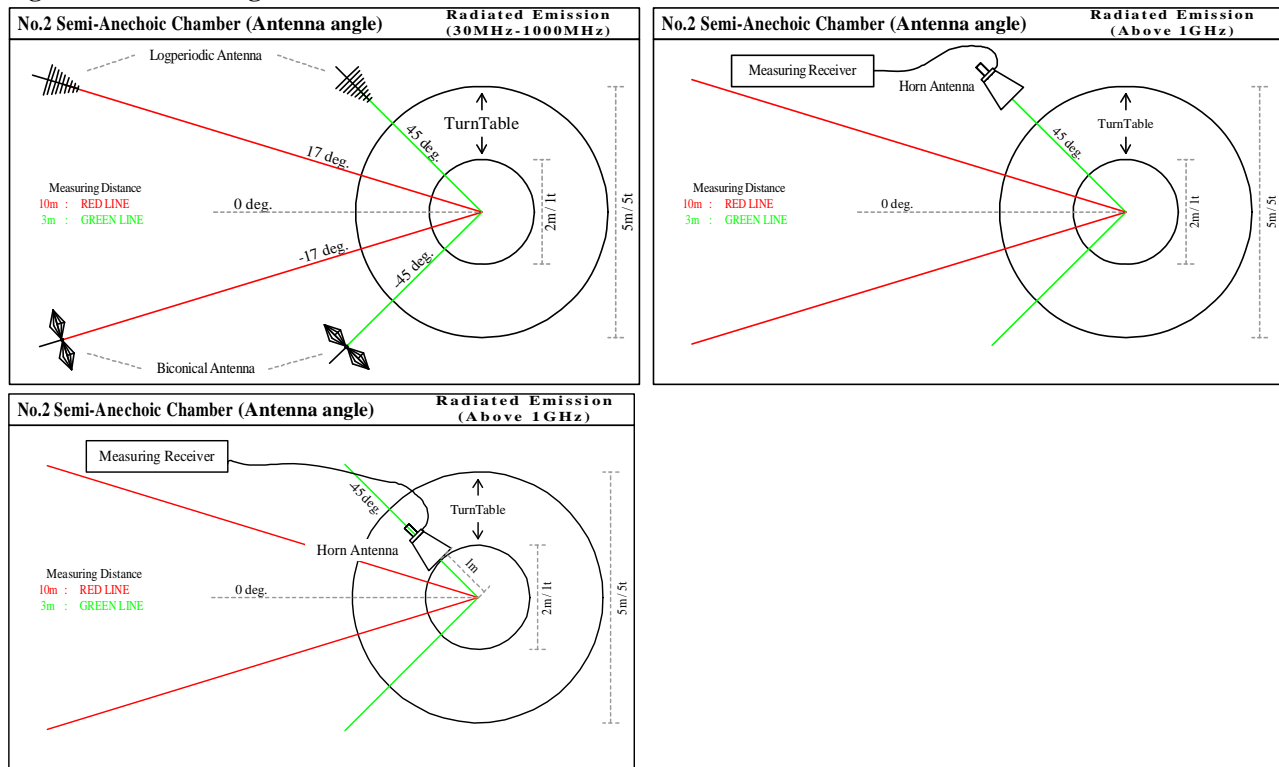 No.2 Semi-Anechoic Chamber (Antenna angle)
Radiated Emission
(30MHz-1000MHz)
Logperiodic Antenna
TurnTable
45 deg.
17 deg.
Measuring Distance
10m : RED LINE
3m : GREEN LINE
0 deg.
2m / 1t
5m / 5t
-17 deg.
-45 deg.
Biconical Antenna
No.2 Semi-Anechoic Chamber (Antenna angle)
Radiated Emission
(Above 1GHz)
Measuring Receiver
Horn Antenna
TurnTable
45 deg.
Measuring Distance
10m : RED LINE
3m : GREEN LINE
0 deg.
2m / 1t
5m / 5t
No.2 Semi-Anechoic Chamber (Antenna angle)
Radiated Emission
(Above 1GHz)
Measuring Receiver
-45 deg.
TurnTable
Horn Antenna
1m
Measuring Distance
10m : RED LINE
3m : GREEN LINE
0 deg.
2m / 1t
5m / 5t